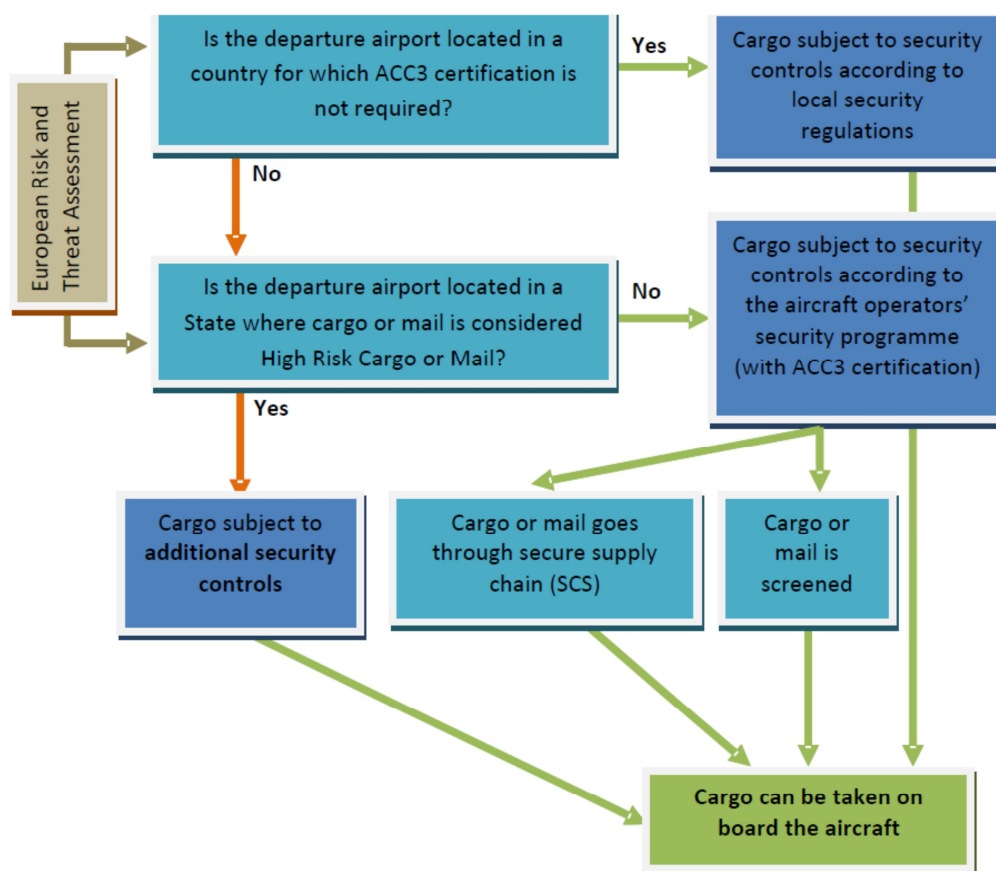 European Risk and
Threat Assessment
Is the departure airport located in a
country for which ACC3 certification is
not required?
Yes
Cargo subject to security
controls according to
local security
regulations
No
Is the departure airport located in a
State where cargo or mail is considered
High Risk Cargo or Mail?
No
Cargo subject to security
controls according to
the aircraft operators’
security programme
(with ACC3 certification)
Yes
Cargo subject to
additional security
controls
Cargo or mail goes
through secure supply
chain (SCS)
Cargo or
mail is
screened
Cargo can be taken on
board the aircraft